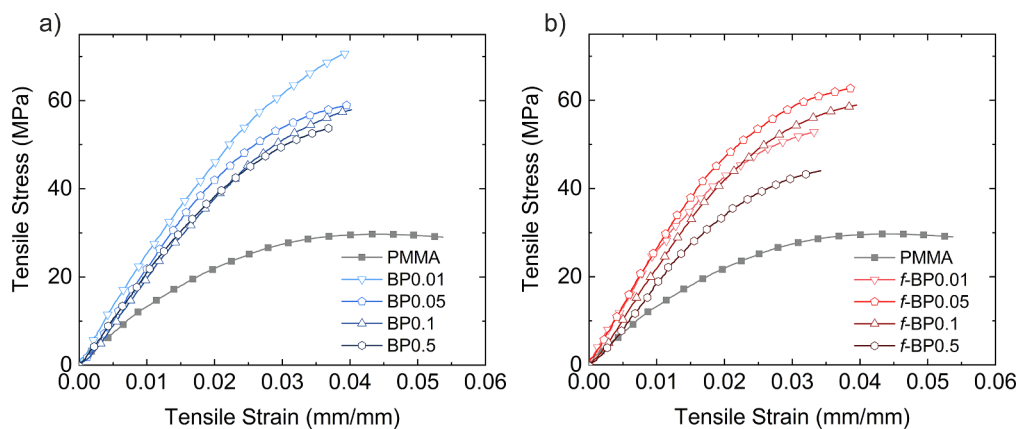 a)
Tensile Stress (MPa)
60
40
20
0
0.00 0.01 0.02 0.03 0.04 0.05 0.06
Tensile Strain (mm/mm)
PMMA
BP0.01
BP0.05
BP0.1
BP0.5
b)
Tensile Stress (MPa)
60
40
20
0
0.00 0.01 0.02 0.03 0.04 0.05 0.06
Tensile Strain (mm/mm)
PMMA
f-BP0.01
f-BP0.05
f-BP0.1
f-BP0.5